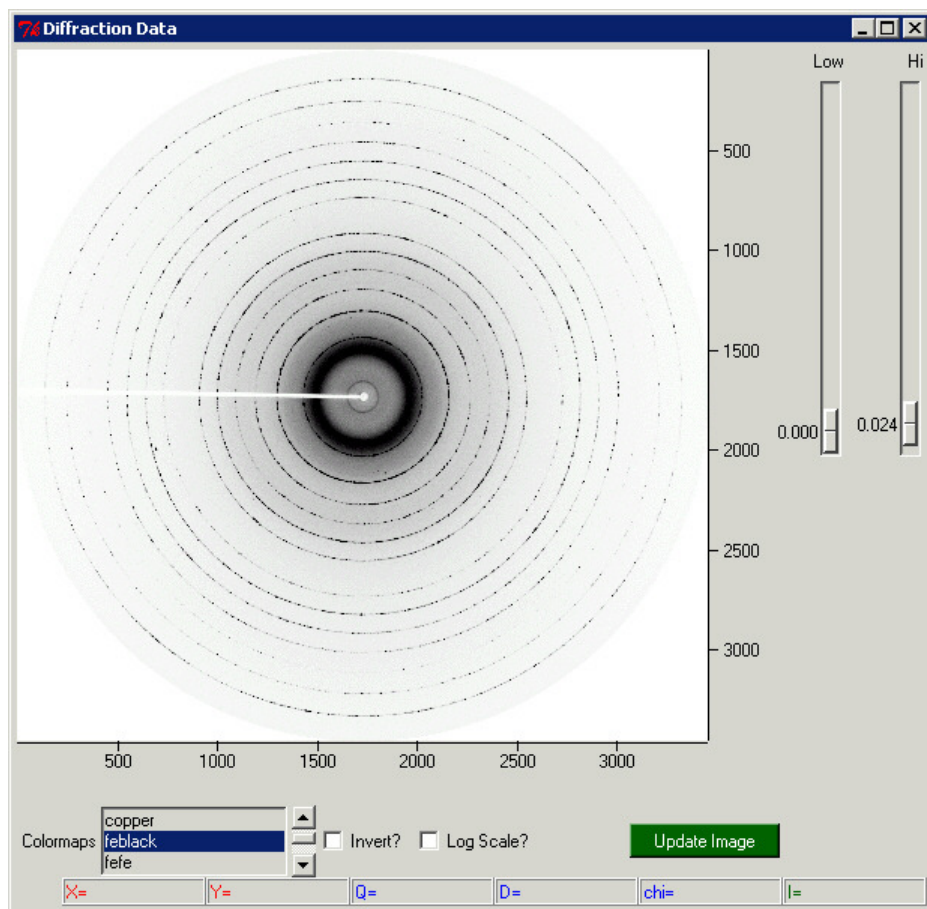 Diffraction Data
Low Hi
500
1000
1500
2000
2500
3000
0.000 0.024
500 1000 1500 2000 2500 3000
Colormaps
copper
feblack
fefe
Invert? Log Scale?
Update Image
X= Y= Q= D= chi= I=